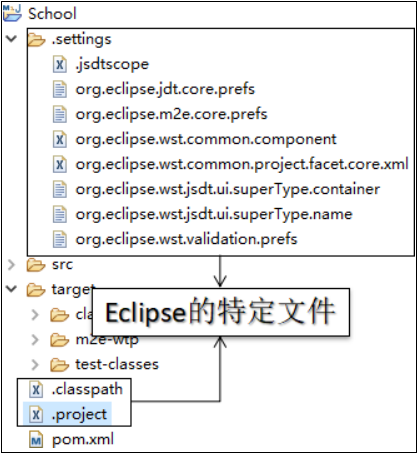 School
.settings
.jsdtscope
org.eclipse.jdt.core.prefs
org.eclipse.m2e.core.prefs
org.eclipse.wst.common.component
org.eclipse.wst.common.project.facet.core.xml
org.eclipse.wst.jsdt.ui.superType.container
org.eclipse.wst.jsdt.ui.superType.name
org.eclipse.wst.validation.prefs
src
target
Eclipse的特定文件
m2e-wtp
test-classes
.classpath
.project
pom.xml